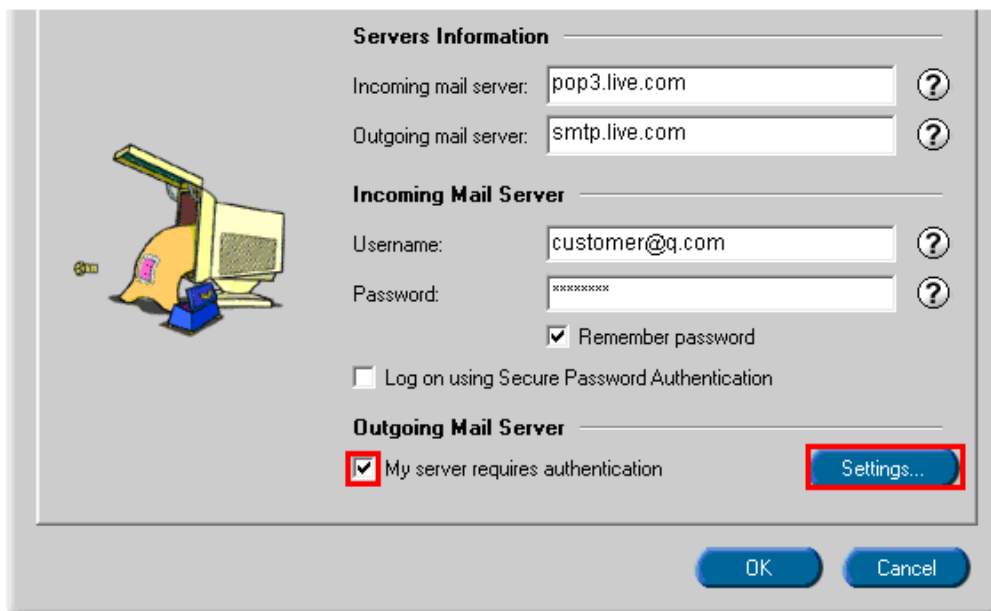 Servers Information
Incoming mail server: pop3.live.com ?
Outgoing mail server: smtp.live.com ?
Incoming Mail Server
Username: customer@q.com ?
Password: ******** ?
Remember password
Log on using Secure Password Authentication
Outgoing Mail Server
My server requires authentication Settings...
OK Cancel